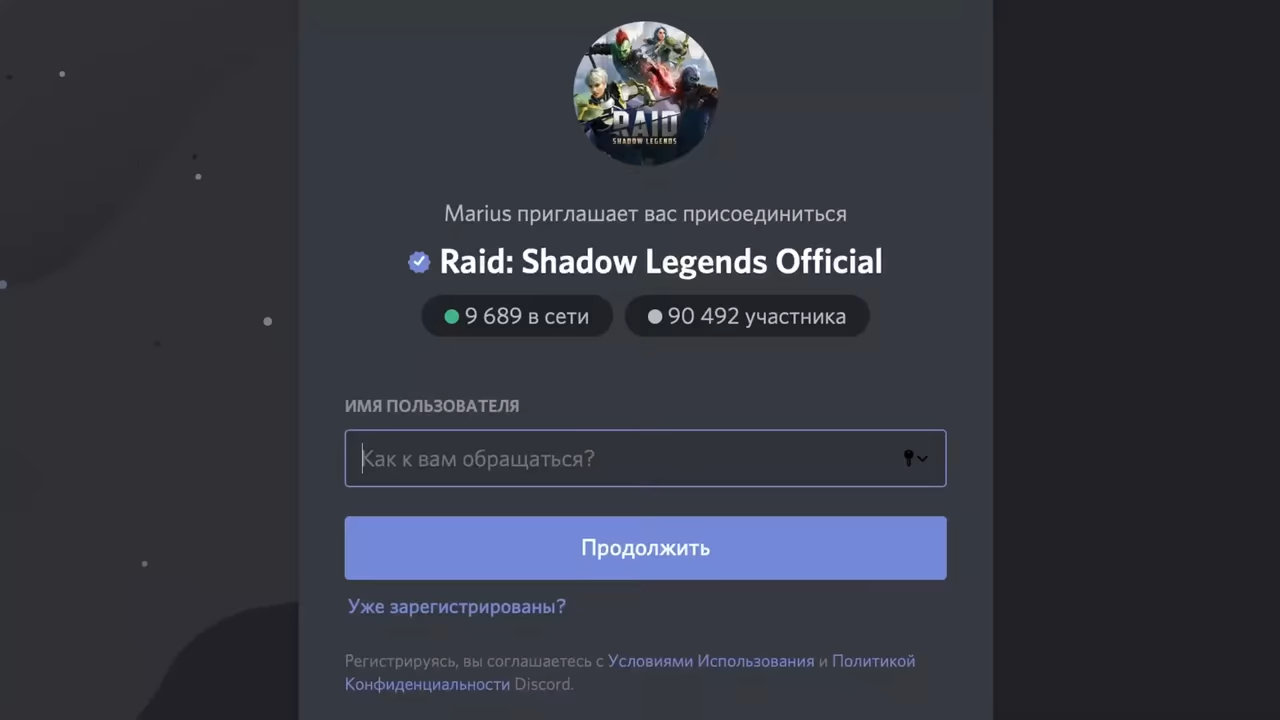 RAID
SHADOW LEGENDS
Marius приглашает вас присоединиться
Raid: Shadow Legends Official
9 689 в сети
90 492 участника
ИМЯ ПОЛЬЗОВАТЕЛЯ
Как к вам обращаться?
Продолжить
Уже зарегистрированы?
Регистрируясь, вы соглашаетесь с Условиями Использования и Политикой
Конфиденциальности Discord.